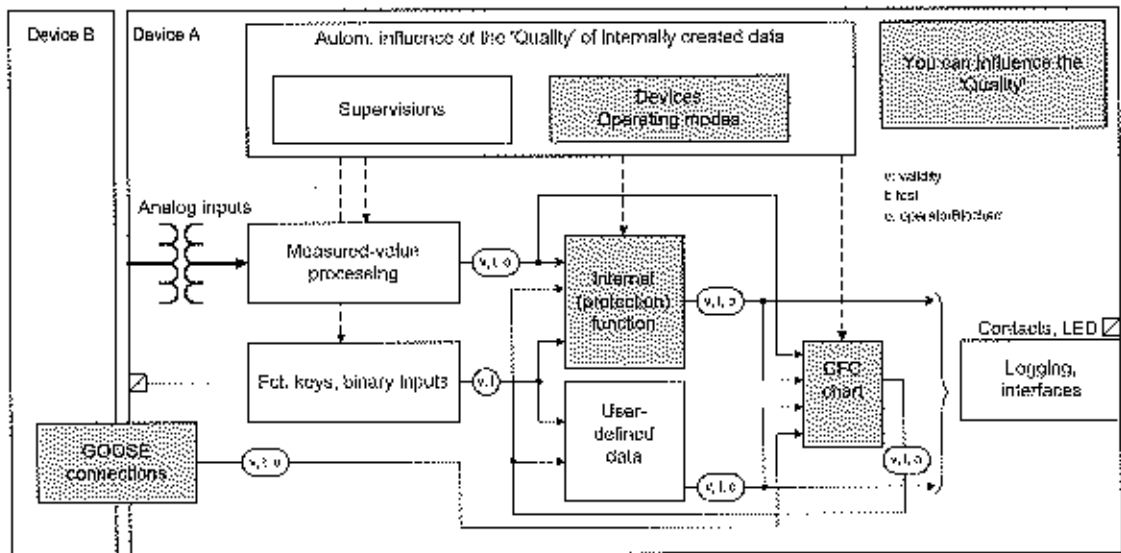 Device B
Device A
Autom. influence of the 'Quality' of internally created data
You can influence the
'Quality'
Supervisions
Devices
Operating modes
v: validity
t: test
o: operatorBlocked
Analog inputs
Measured-value
processing
v, t, o
Internal
(protection)
function
v, t, o
Contacts, LED
Fct. keys, binary inputs
v, t
CFC
chart
Logging,
interfaces
User-
defined
data
GOOSE
connections
v, t, o
v, t, o
v, t, o